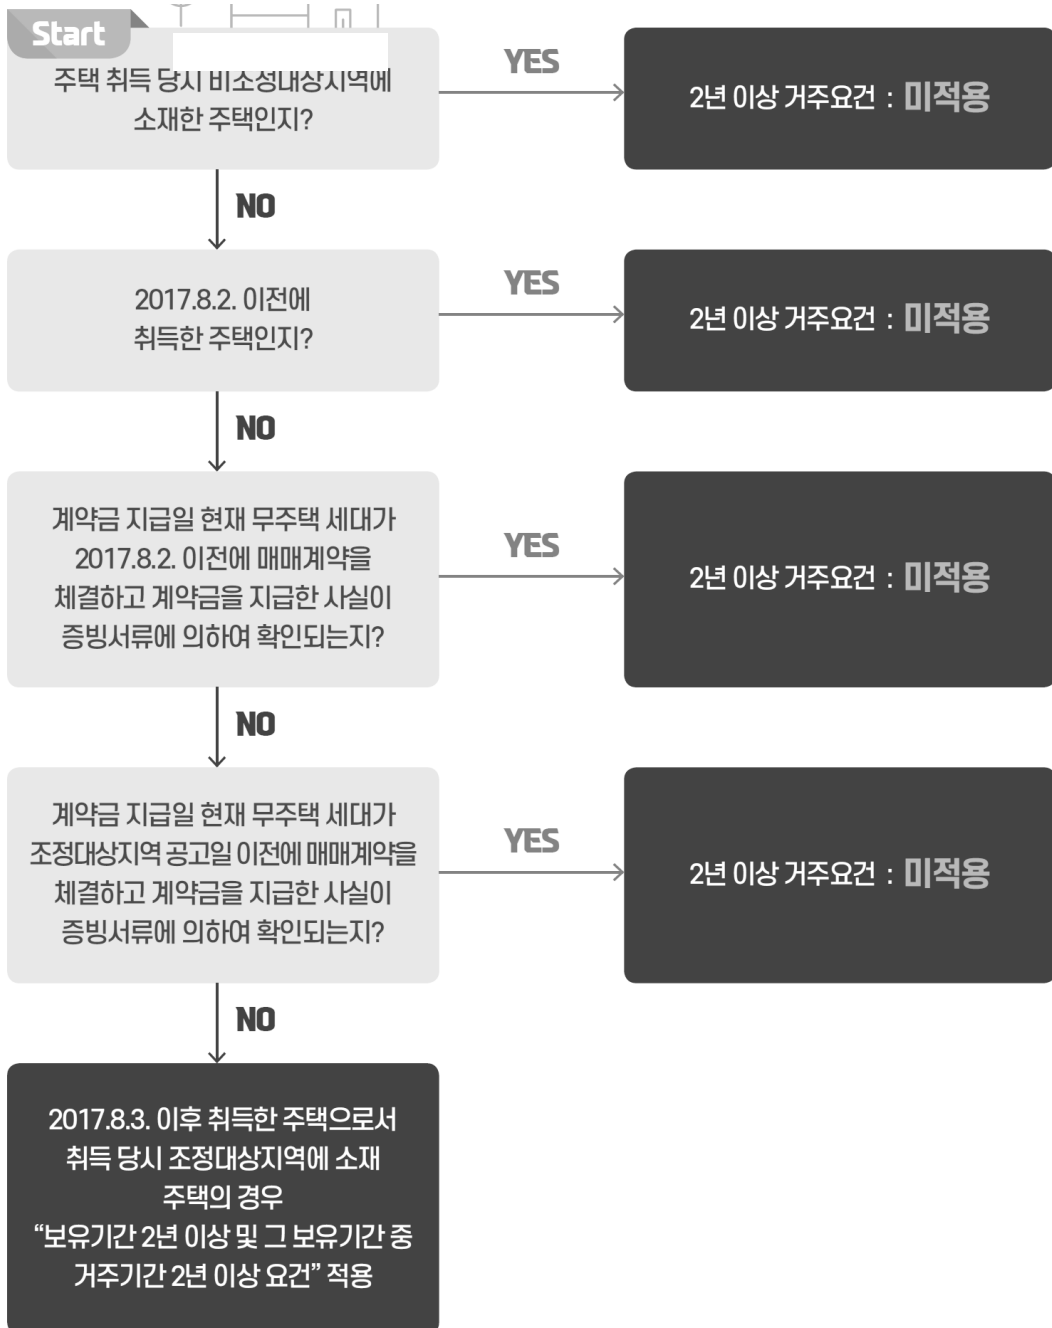 Start
주택 취득 당시 비조정대상지역에
소재한 주택인지?
YES
2년 이상 거주요건 : 미적용
NO
2017.8.2. 이전에
취득한 주택인지?
YES
2년 이상 거주요건 : 미적용
NO
계약금 지급일 현재 무주택 세대가
2017.8.2. 이전에 매매계약을
체결하고 계약금을 지급한 사실이
증빙서류에 의하여 확인되는지?
YES
2년 이상 거주요건 : 미적용
NO
계약금 지급일 현재 무주택 세대가
조정대상지역 공고일 이전에 매매계약을
체결하고 계약금을 지급한 사실이
증빙서류에 의하여 확인되는지?
YES
2년 이상 거주요건 : 미적용
NO
2017.8.3. 이후 취득한 주택으로서
취득 당시 조정대상지역에 소재
주택의 경우
“보유기간 2년 이상 및 그 보유기간 중
거주기간 2년 이상 요건” 적용